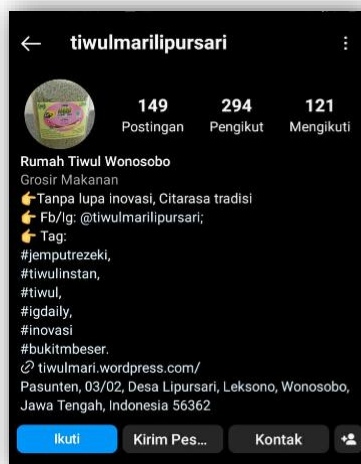 tiwulmarilipursari
149 294 121
Postingan Pengikut Mengikuti
Rumah Tiwul Wonosobo
Grosir Makanan
👉Tanpa lupa inovasi, Citarasa tradisi
👉 Fb/Ig: @tiwulmarilipursari;
👉 Tag:
#jemputrezeki,
#tiwulinstan,
#tiwul,
#igdaily,
#inovasi
#bukitmbeser.
tiwulmari.wordpress.com/
Pasunten, 03/02, Desa Lipursari, Leksono, Wonosobo,
Jawa Tengah, Indonesia 56362
Ikuti Kirim Pes... Kontak